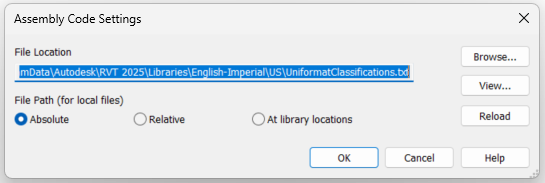 Assembly Code Settings
File Location
mData\Autodesk\RVT 2025\Libraries\English-Imperial\US\UniformatClassifications.txt
Browse...
View...
File Path (for local files)
Reload
Absolute
Relative
At library locations
OK
Cancel
Help